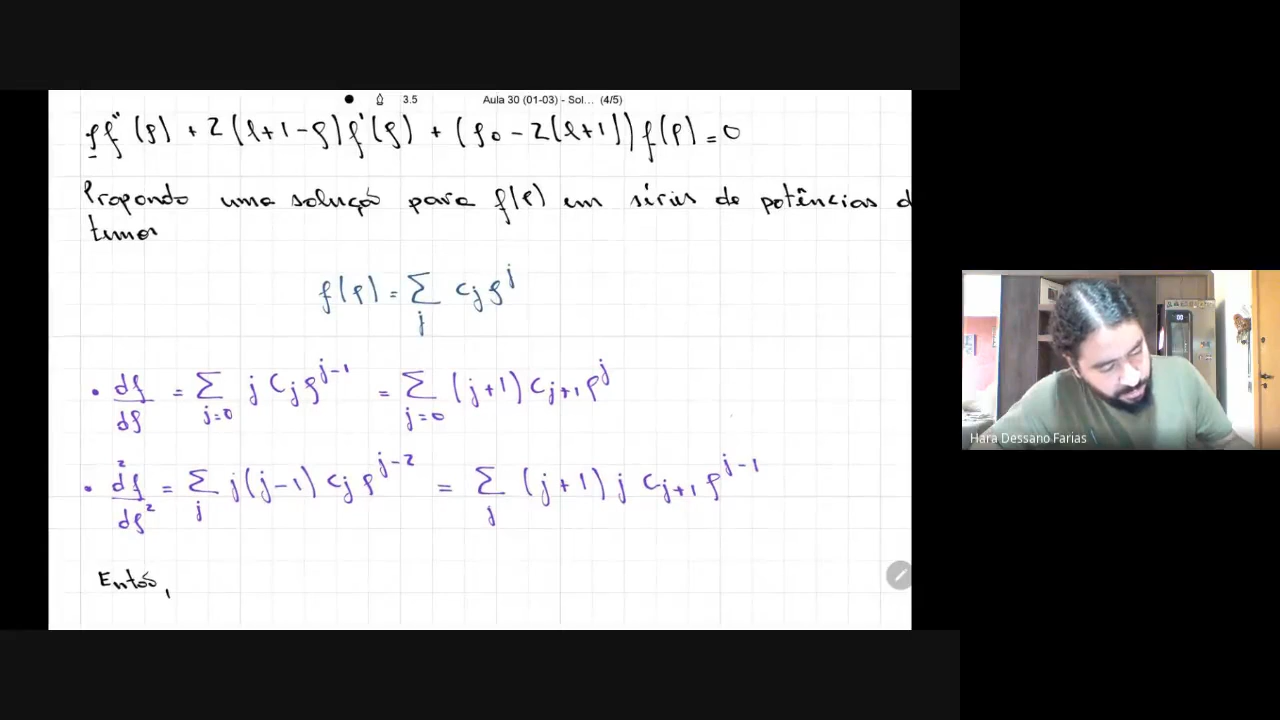 3.5 Aula 30 (01-03) - Sol... (4/5)
ρf''(ρ) + 2(l+1-ρ)f'(ρ) + (ρ0 - 2(l+1))f(ρ) = 0
Propondo uma solução para f(ρ) em séries de potências d
temos
f(ρ) = Σ_j c_j ρ^j
• df/dρ = Σ_{j=0} j c_j ρ^{j-1} = Σ_{j=0} (j+1) c_{j+1} ρ^j
• d²f/dρ² = Σ_j j(j-1) c_j ρ^{j-2} = Σ_j (j+1) j c_{j+1} ρ^{j-1}
Então,
Hara Dessano Farias